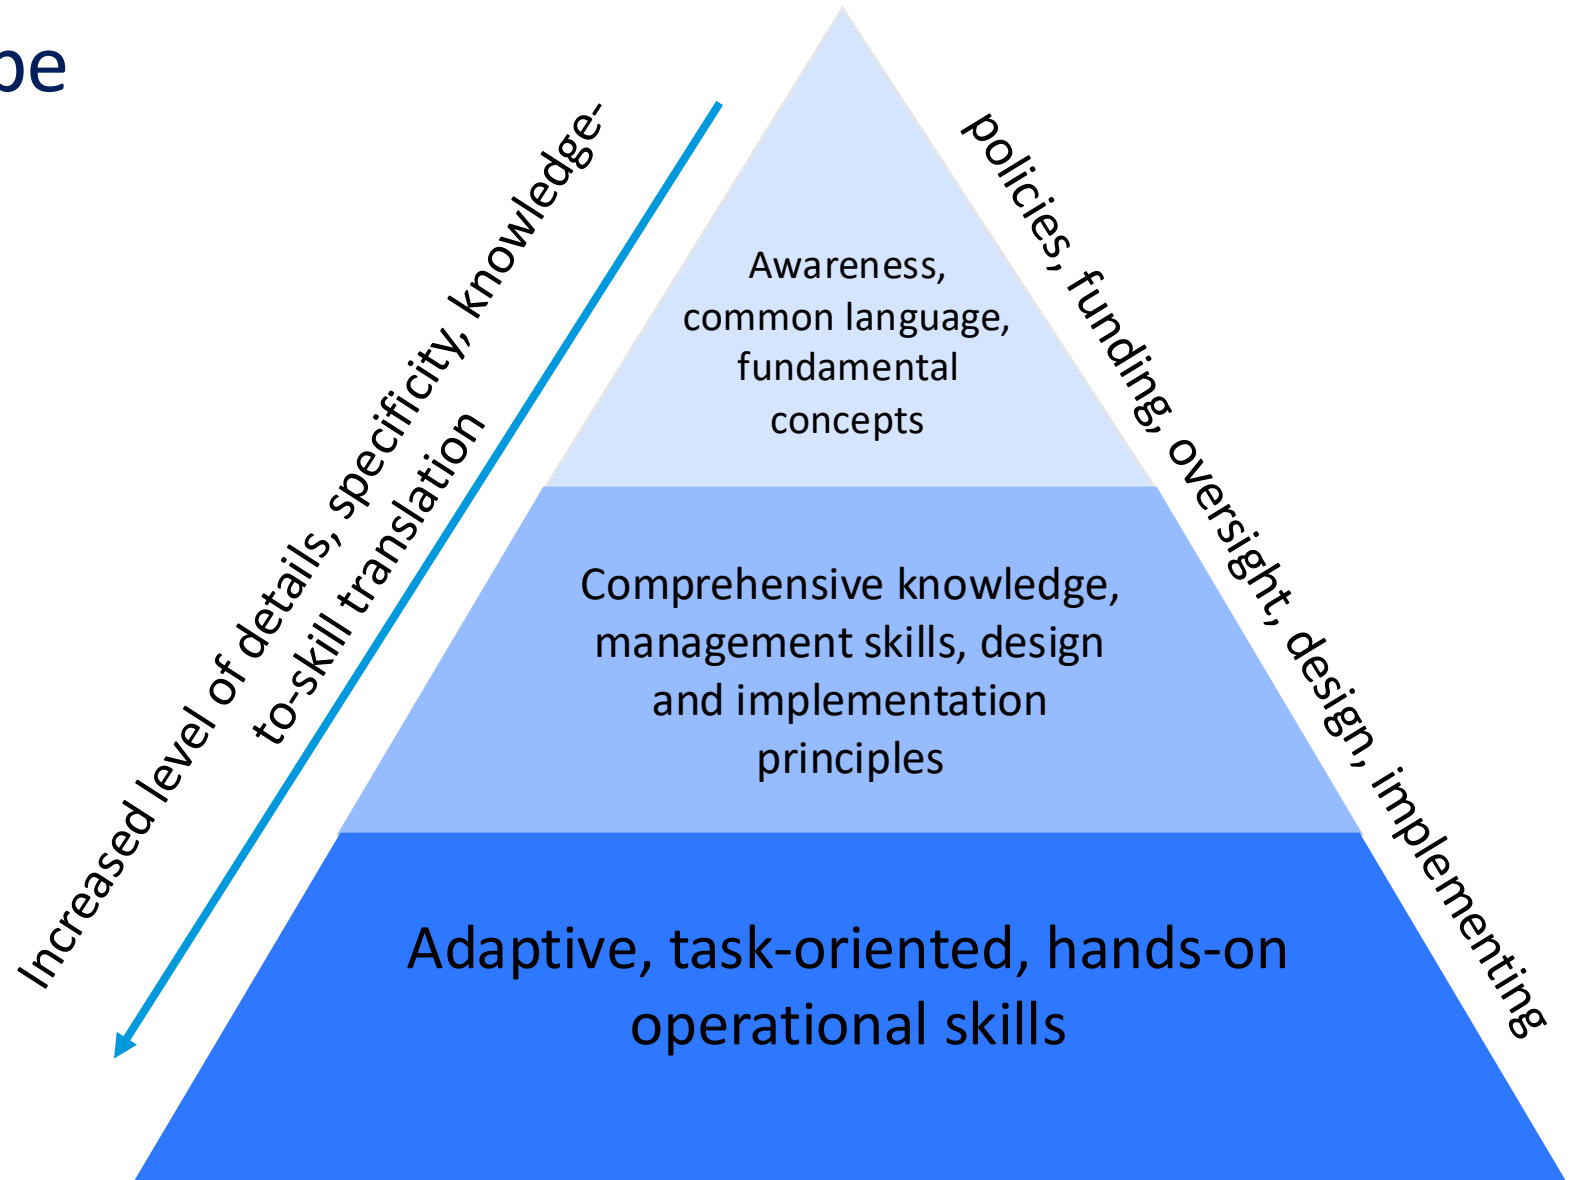 pe
Increased level of details, specificity, knowledge-
to-skill translation
policies, funding, oversight, design, implementing
Awareness,
common language,
fundamental
concepts
Comprehensive knowledge,
management skills, design
and implementation
principles
Adaptive, task-oriented, hands-on
operational skills